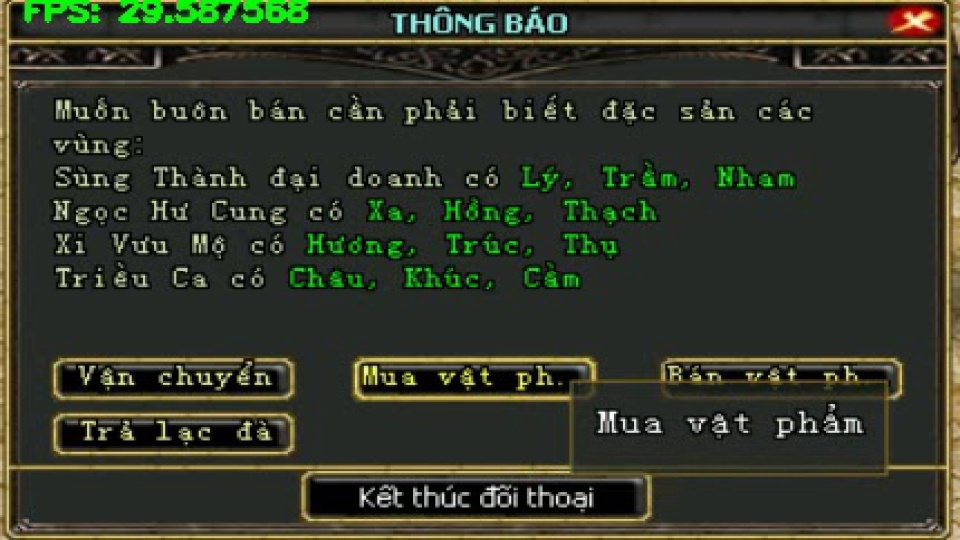 FPS: 29.587568
THÔNG BÁO
Muốn buôn bán cần phải biết đặc sản các
vùng:
Sùng Thành đại doanh có Lý, Trầm, Nham
Ngọc Hư Cung có Xa, Hồng, Thạch
Xi Vưu Mộ có Hương, Trúc, Thụ
Triều Ca có Châu, Khúc, Cầm
Vận chuyển Mua vật ph. Bán vật ph.
Mua vật phẩm
Trả lạc đà
Kết thúc đối thoại